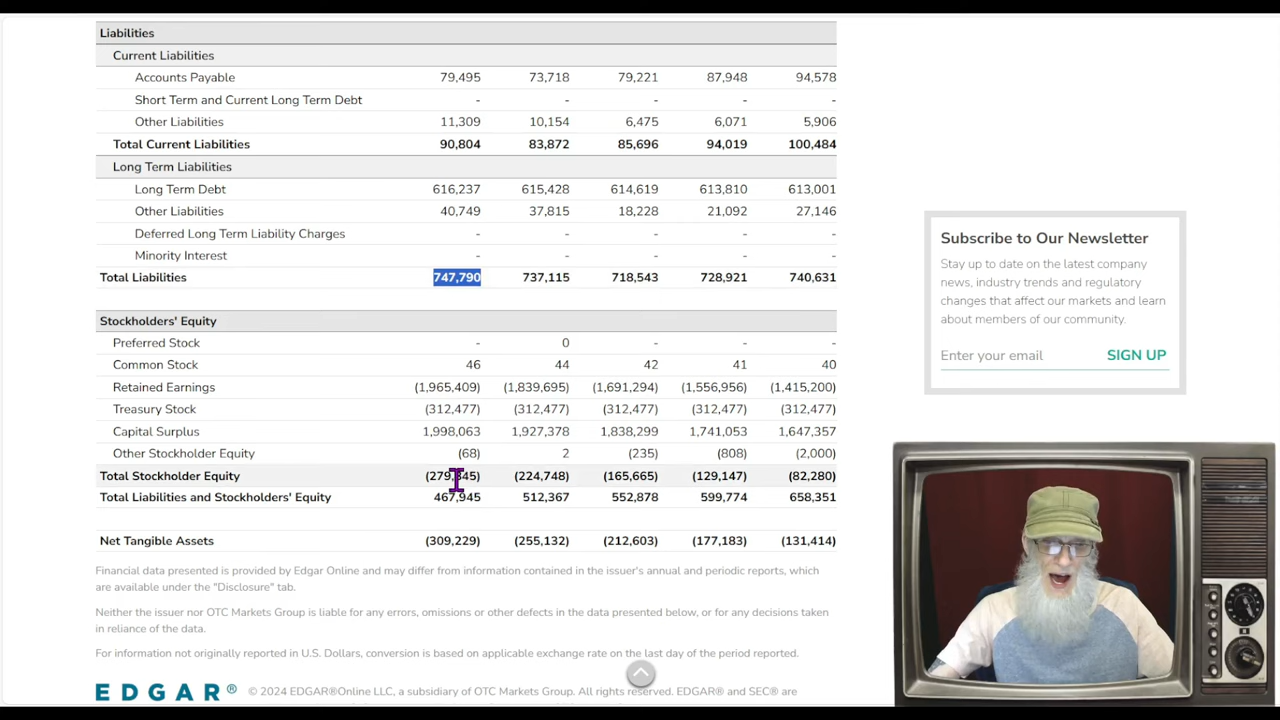 Liabilities
Current Liabilities
Accounts Payable 79,495 73,718 79,221 87,948 94,578
Short Term and Current Long Term Debt - - - - -
Other Liabilities 11,309 10,154 6,475 6,071 5,906
Total Current Liabilities 90,804 83,872 85,696 94,019 100,484
Long Term Liabilities
Long Term Debt 616,237 615,428 614,619 613,810 613,001
Other Liabilities 40,749 37,815 18,228 21,092 27,146
Deferred Long Term Liability Charges - - - - -
Minority Interest - - - - -
Total Liabilities 747,790 737,115 718,543 728,921 740,631
Stockholders' Equity
Preferred Stock - 0 - - -
Common Stock 46 44 42 41 40
Retained Earnings (1,965,409) (1,839,695) (1,691,294) (1,556,956) (1,415,200)
Treasury Stock (312,477) (312,477) (312,477) (312,477) (312,477)
Capital Surplus 1,998,063 1,927,378 1,838,299 1,741,053 1,647,357
Other Stockholder Equity (68) 2 (235) (808) (2,000)
Total Stockholder Equity (279,845) (224,748) (165,665) (129,147) (82,280)
Total Liabilities and Stockholders' Equity 467,945 512,367 552,878 599,774 658,351
Net Tangible Assets (309,229) (255,132) (212,603) (177,183) (131,414)
Financial data presented is provided by Edgar Online and may differ from information contained in the issuer's annual and periodic reports, which
are available under the "Disclosure" tab.
Neither the issuer nor OTC Markets Group is liable for any errors, omissions or other defects in the data presented below, or for any decisions taken
in reliance of the data.
For information not originally reported in U.S. Dollars, conversion is based on applicable exchange rate on the last day of the period reported.
EDGAR® © 2024 EDGAR®Online LLC, a subsidiary of OTC Markets Group. All rights reserved. EDGAR® and SEC® are
Subscribe to Our Newsletter
Stay up to date on the latest company
news, industry trends and regulatory
changes that affect our markets and learn
about members of our community.
Enter your email SIGN UP